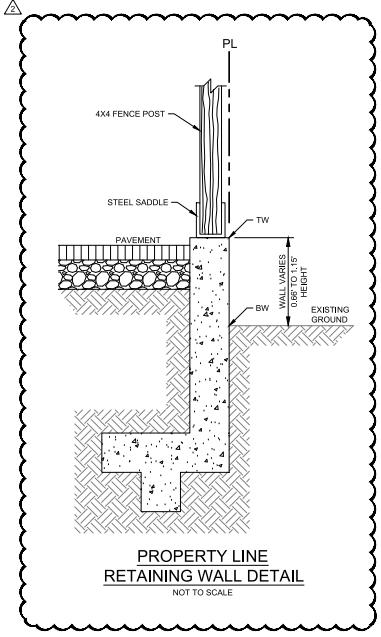 2
PL
4X4 FENCE POST
STEEL SADDLE
TW
PAVEMENT
WALL VARIES
0.66' TO 1.15'
HEIGHT
BW
EXISTING
GROUND
PROPERTY LINE
RETAINING WALL DETAIL
NOT TO SCALE